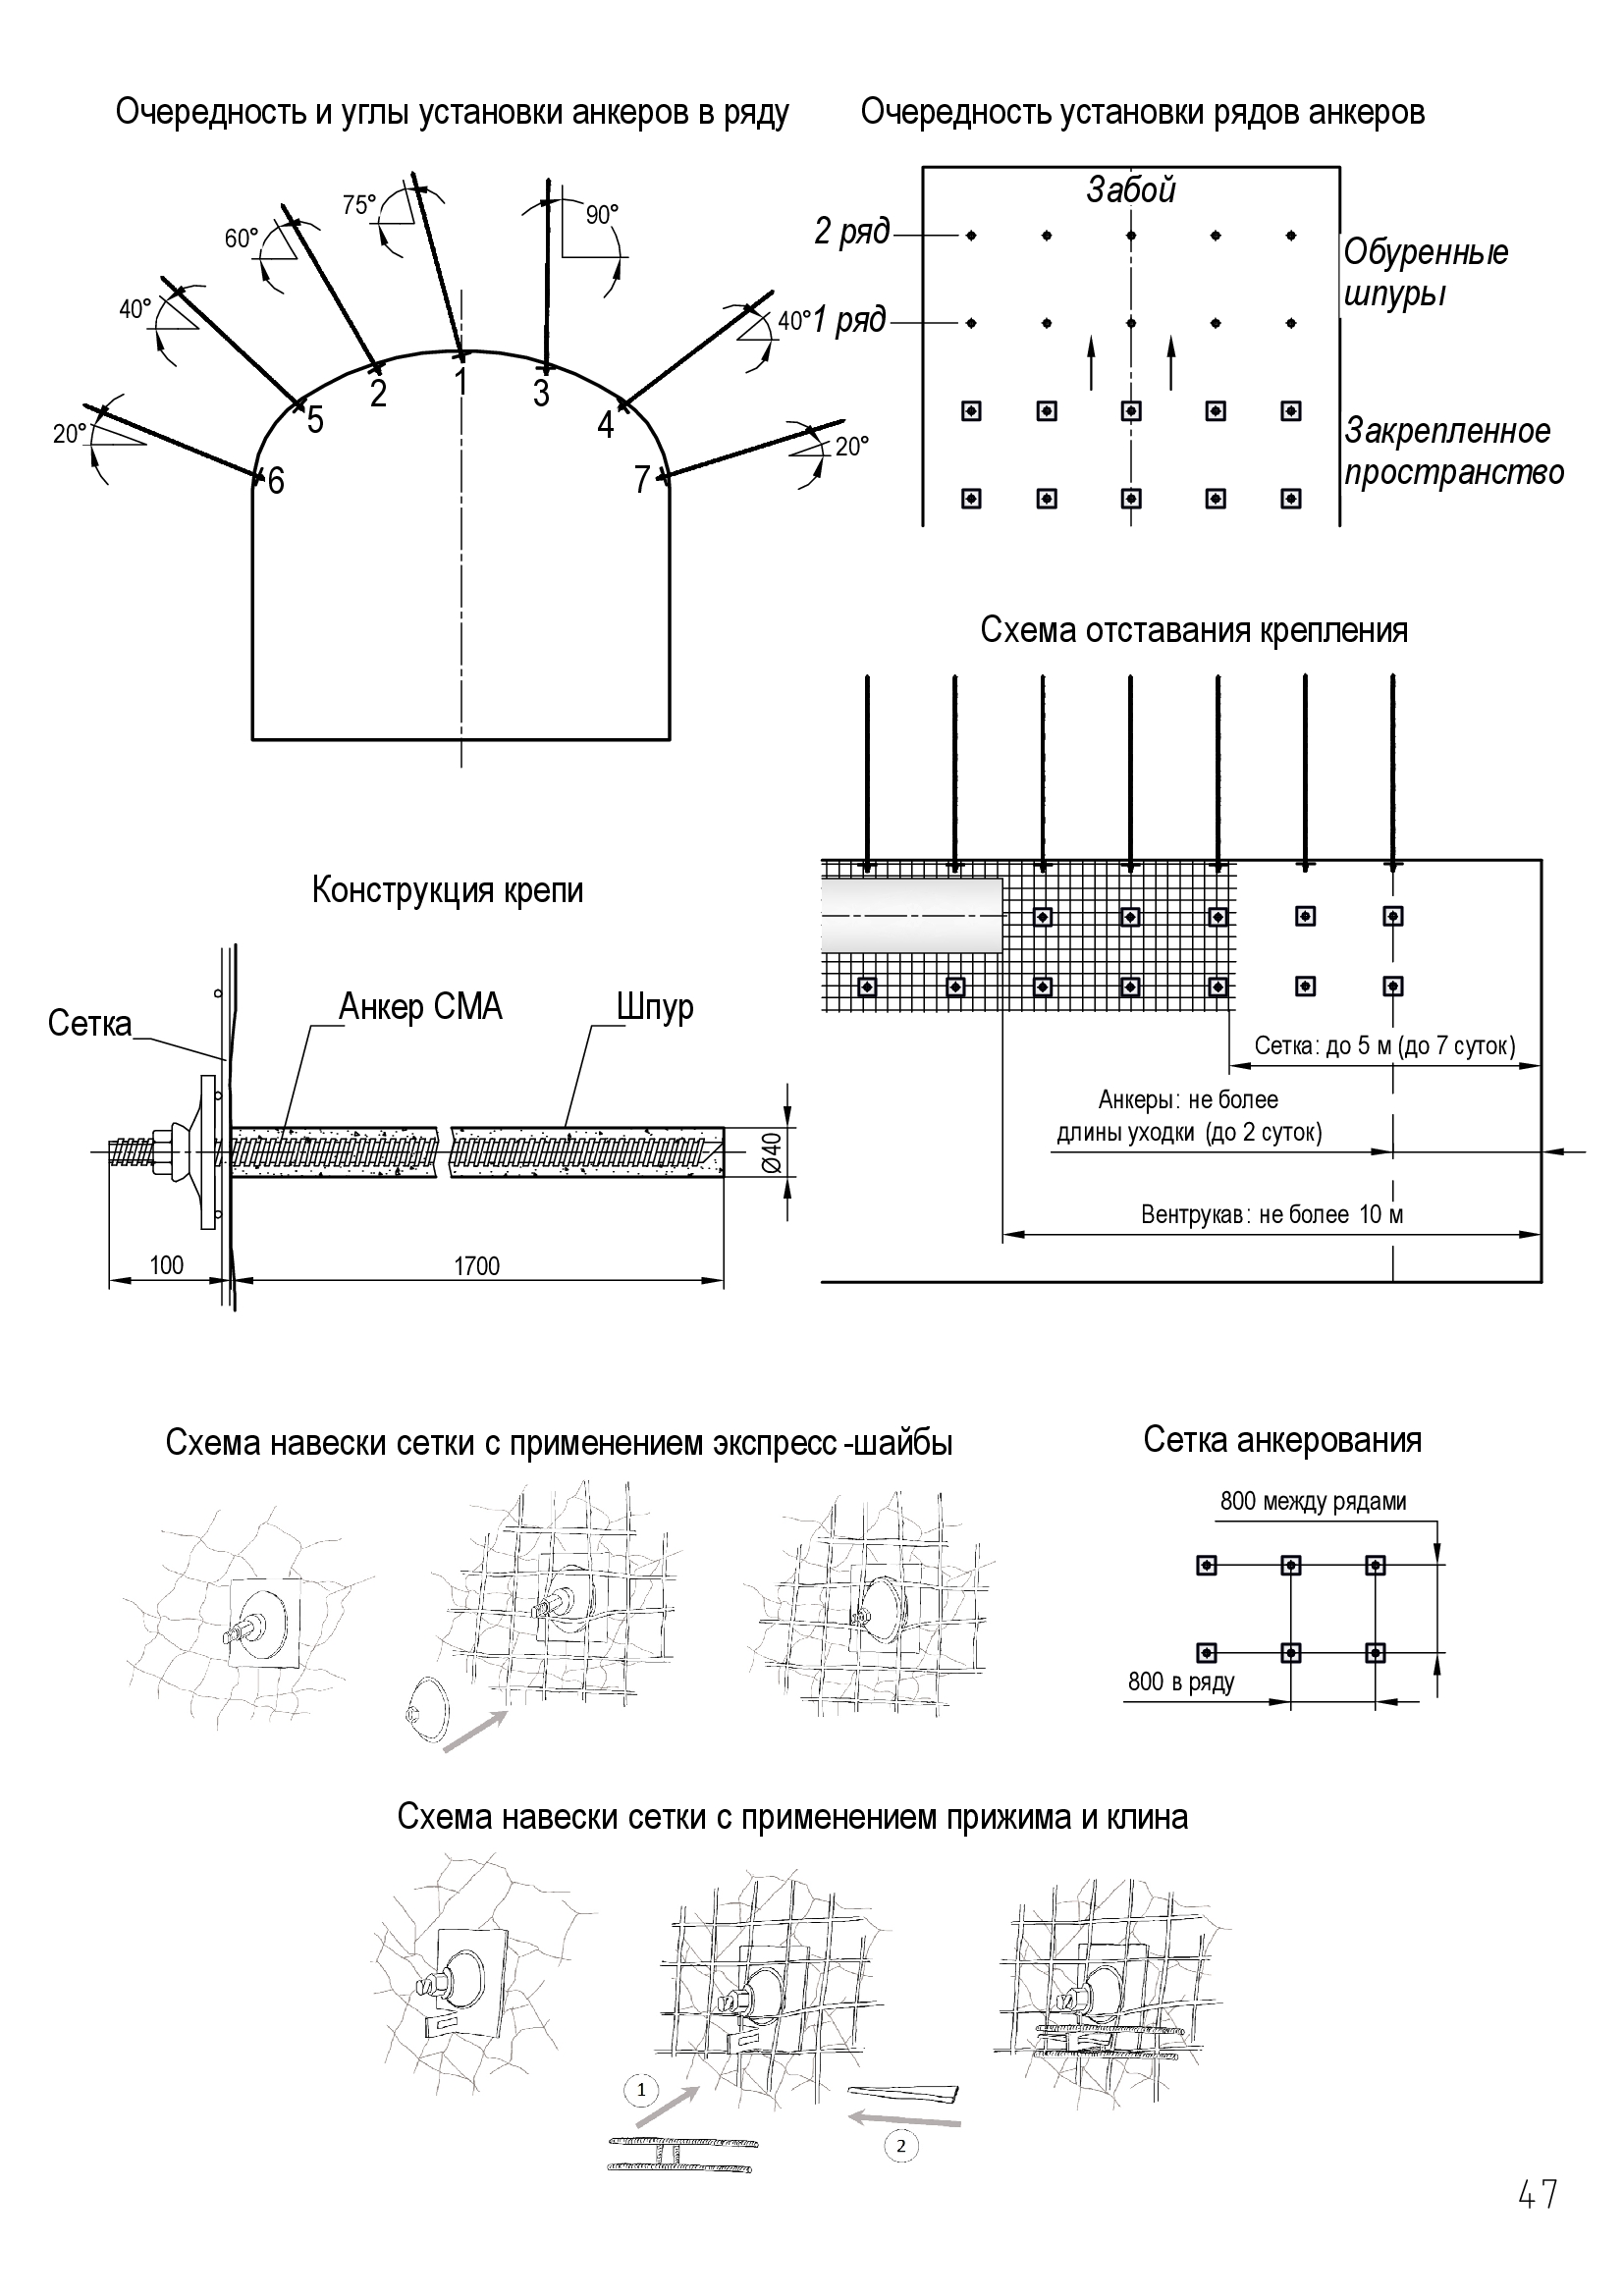 Очередность и углы установки анкеров в ряду
75°
90°
60°
40°
40°
20°
20°
1
2
3
5
4
6
7
Очередность установки рядов анкеров
Забой
2 ряд
Обуренные
шпуры
1 ряд
Закрепленное
пространство
Схема отставания крепления
Сетка: до 5 м (до 7 суток)
Анкеры: не более
длины уходки (до 2 суток)
Вентрукав: не более 10 м
Конструкция крепи
Сетка
Анкер СМА
Шпур
Ø40
100
1700
Схема навески сетки с применением экспресс-шайбы
Сетка анкерования
800 между рядами
800 в ряду
Схема навески сетки с применением прижима и клина
1
2
47